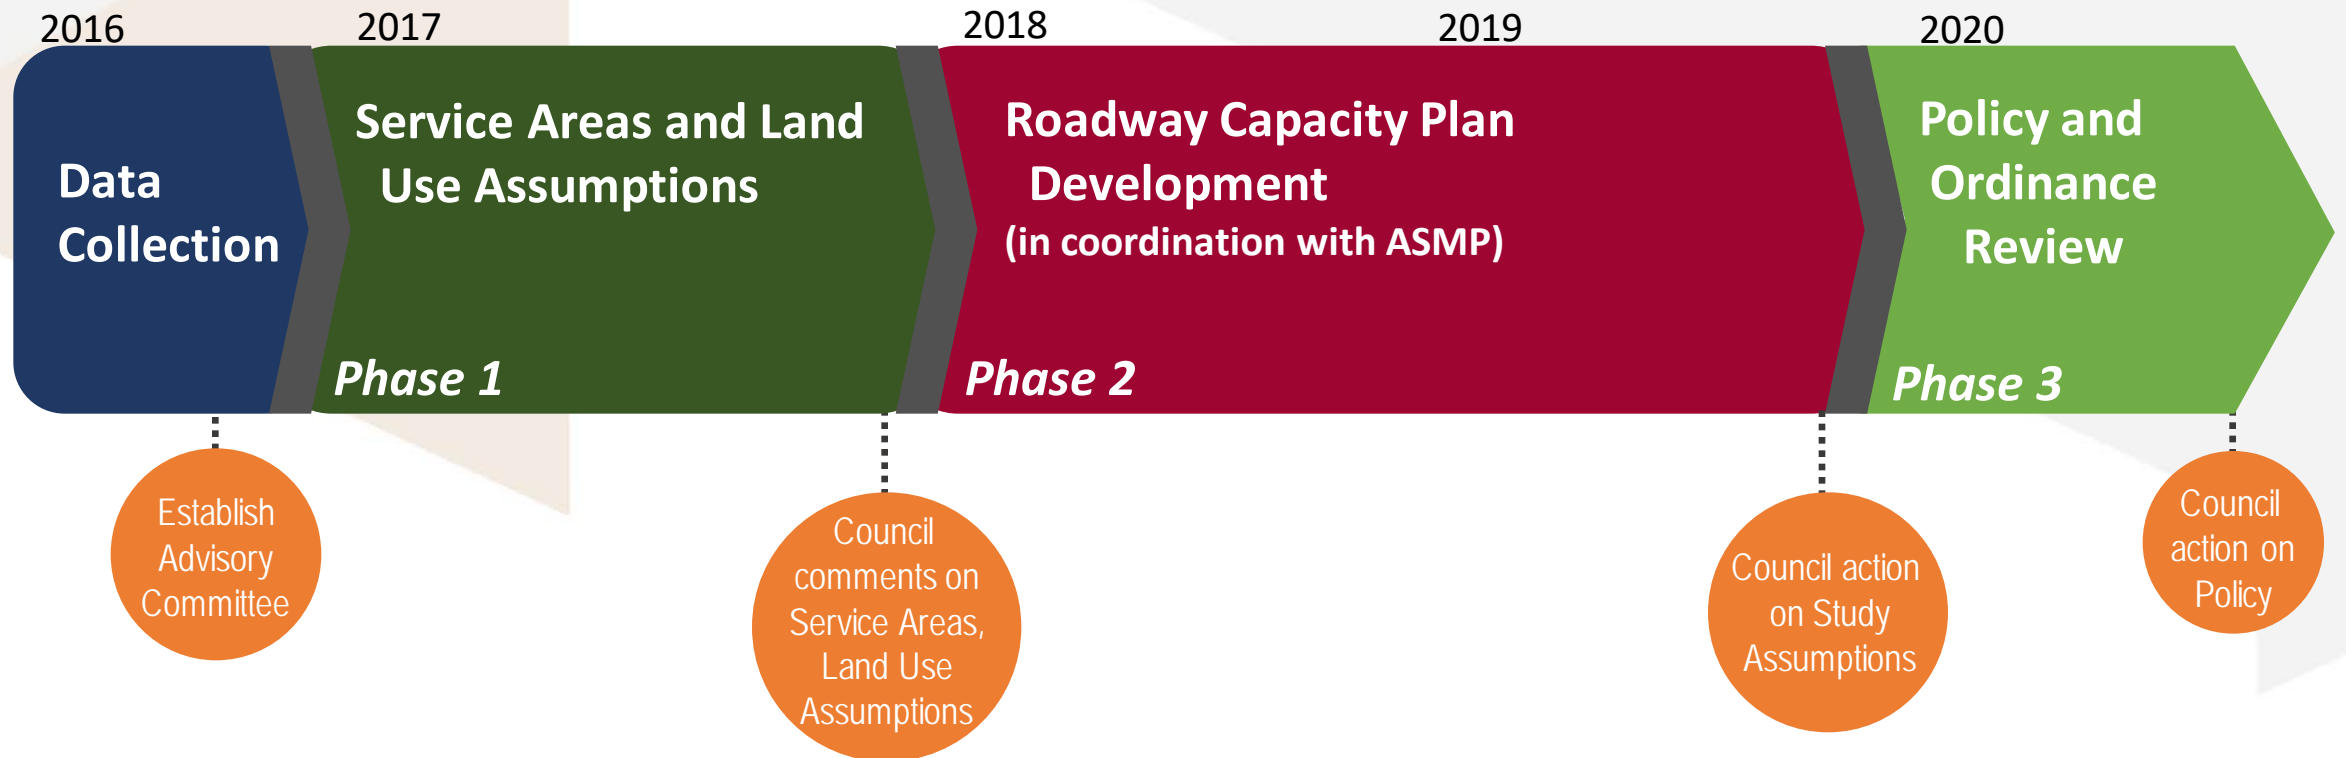 2016
2017
2018
2019
2020
Data
Collection
Service Areas and Land
Use Assumptions
Phase 1
Roadway Capacity Plan
Development
(in coordination with ASMP)
Phase 2
Policy and
Ordinance
Review
Phase 3
Establish
Advisory
Committee
Council
comments on
Service Areas,
Land Use
Assumptions
Council action
on Study
Assumptions
Council
action on
Policy